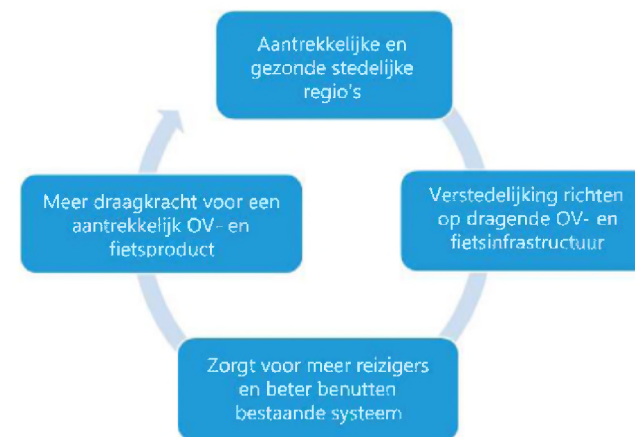 Aantrekkelijke en
gezonde stedelijke
regio's
Verstedelijking richten
op dragende OV- en
fietsinfrastructuur
Zorgt voor meer reizigers
en beter benutten
bestaande systeem
Meer draagkracht voor een
aantrekkelijk OV- en
fietsproduct